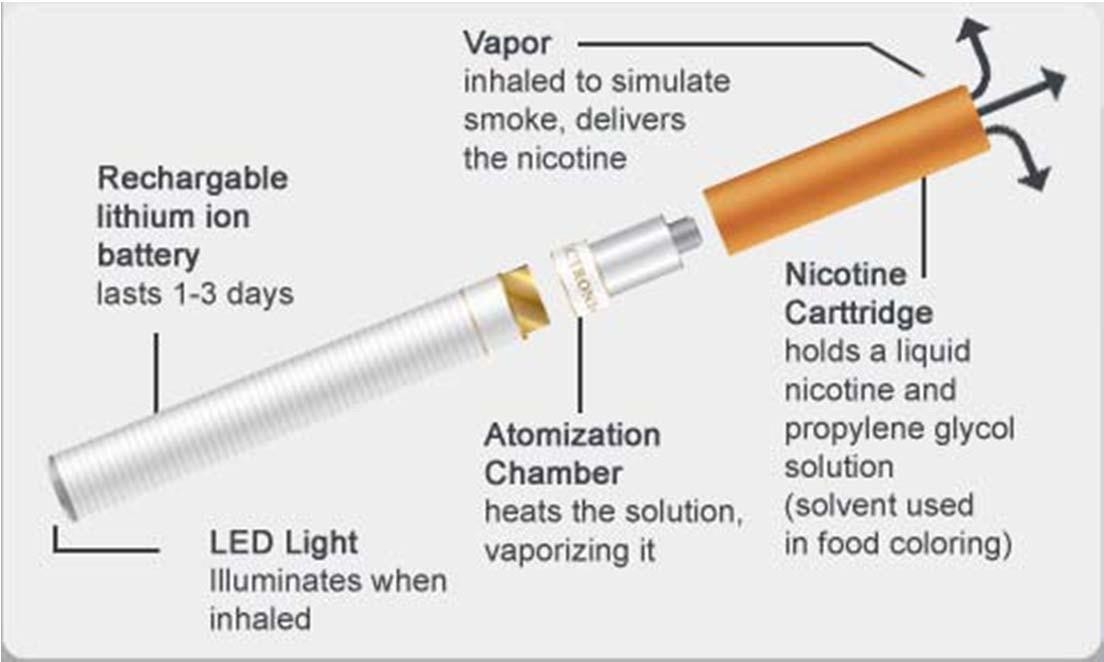 Vapor
inhaled to simulate
smoke, delivers
the nicotine
Rechargable
lithium ion
battery
lasts 1-3 days
Nicotine
Carttridge
holds a liquid
nicotine and
propylene glycol
solution
(solvent used
in food coloring)
Atomization
Chamber
heats the solution,
vaporizing it
LED Light
Illuminates when
inhaled